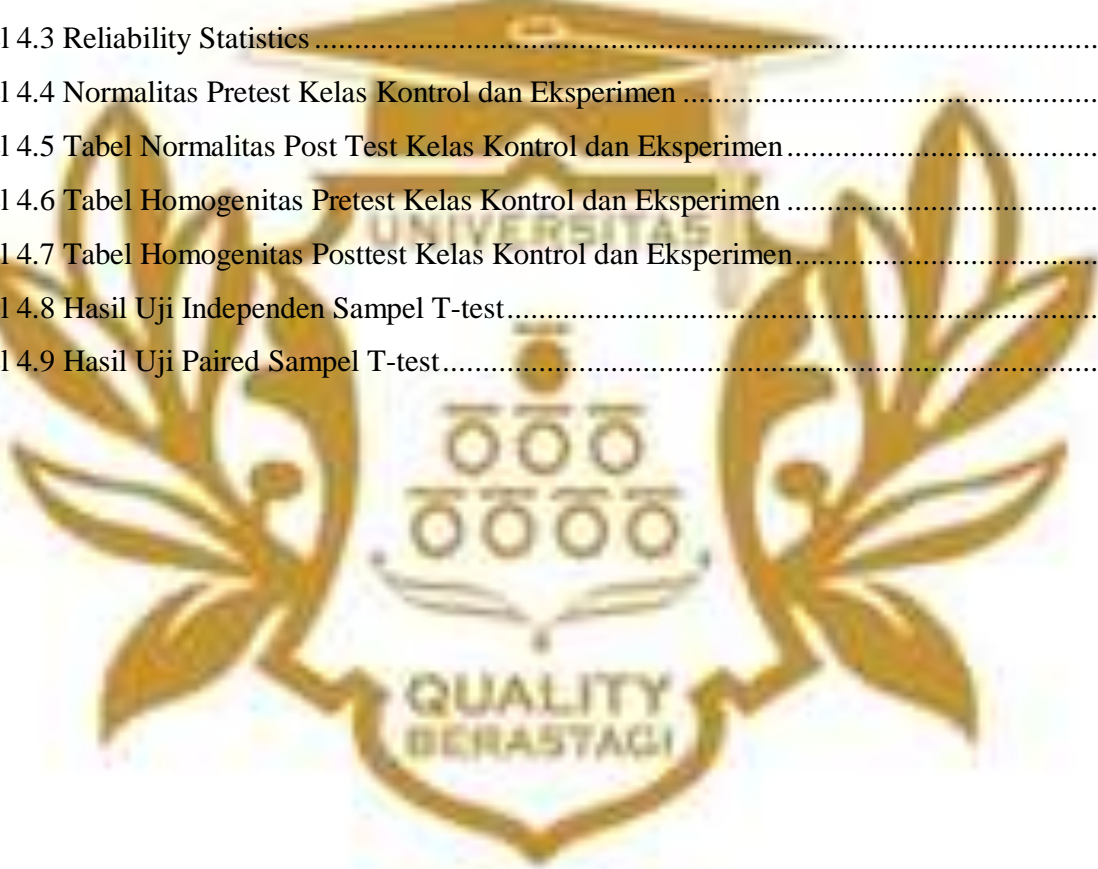 l 4.3 Reliability Statistics
l 4.4 Normalitas Pretest Kelas Kontrol dan Eksperimen
l 4.5 Tabel Normalitas Post Test Kelas Kontrol dan Eksperimen
l 4.6 Tabel Homogenitas Pretest Kelas Kontrol dan Eksperimen
UNIVERSITAS
l 4.7 Tabel Homogenitas Posttest Kelas Kontrol dan Eksperimen
l 4.8 Hasil Uji Independen Sampel T-test
l 4.9 Hasil Uji Paired Sampel T-test
QUALITY
BERASTAGI